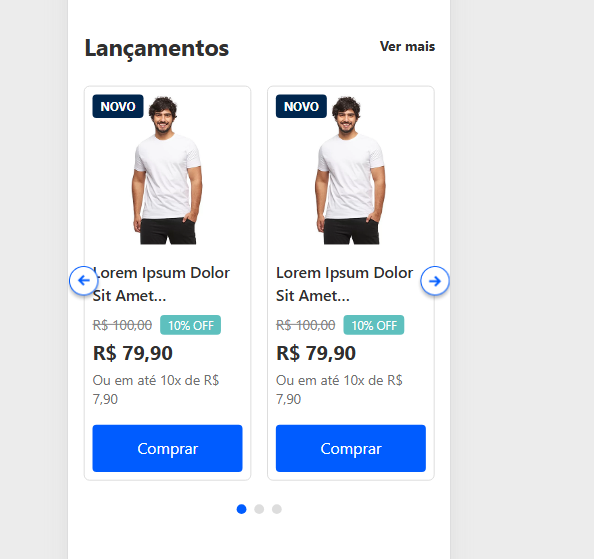 Lançamentos
Ver mais
NOVO
Lorem Ipsum Dolor
Sit Amet...
R$ 100,00 10% OFF
R$ 79,90
Ou em até 10x de R$
7,90
Comprar
NOVO
Lorem Ipsum Dolor
Sit Amet...
R$ 100,00 10% OFF
R$ 79,90
Ou em até 10x de R$
7,90
Comprar